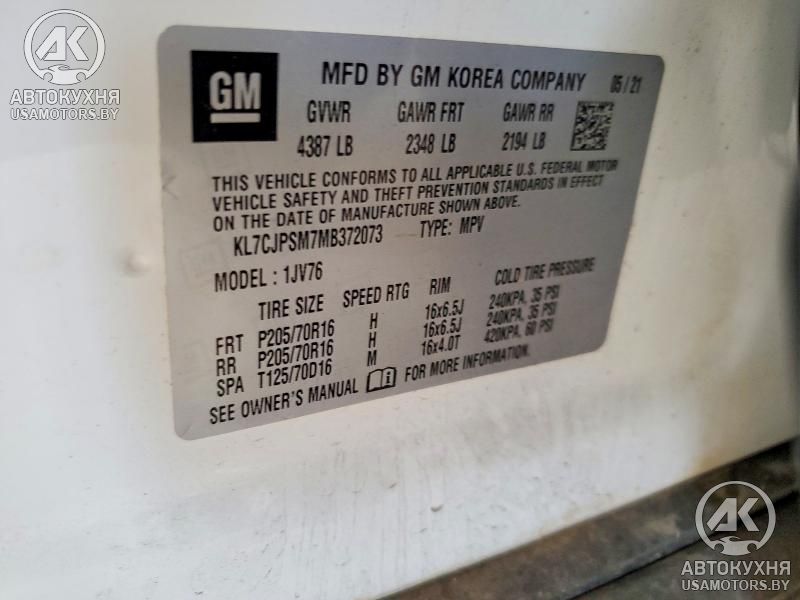 AK
АВТОКУХНЯ
USAMOTORS.BY
GM
MFD BY GM KOREA COMPANY 05/21
GVWR GAWR FRT GAWR RR
4387 LB 2348 LB 2194 LB
THIS VEHICLE CONFORMS TO ALL APPLICABLE U.S. FEDERAL MOTOR
VEHICLE SAFETY AND THEFT PREVENTION STANDARDS IN EFFECT
ON THE DATE OF MANUFACTURE SHOWN ABOVE.
KL7CJPSM7MB372073 TYPE: MPV
MODEL : 1JV76
TIRE SIZE SPEED RTG RIM COLD TIRE PRESSURE
FRT P205/70R16 H 16x6.5J 240KPA, 35 PSI
RR P205/70R16 H 16x6.5J 240KPA, 35 PSI
SPA T125/70D16 M 16x4.0T 420KPA, 60 PSI
SEE OWNER'S MANUAL FOR MORE INFORMATION.
AK
АВТОКУХНЯ
USAMOTORS.BY